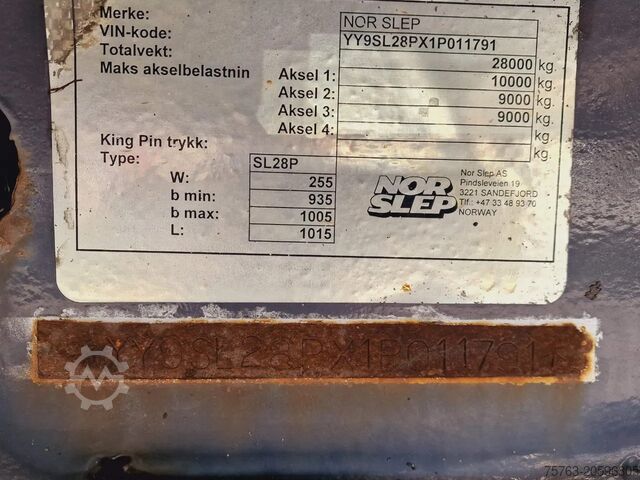 Merke: NOR SLEP
VIN-kode: YY9SL28PX1P011791
Totalvekt: 28000 kg.
Maks akselbelastnin Aksel 1: 10000 kg.
Aksel 2: 9000 kg.
Aksel 3: 9000 kg.
Aksel 4: kg.
King Pin trykk: kg.
Type: SL28P
W: 255
b min: 935
b max: 1005
L: 1015
NOR
SLEP
Nor Slep AS
Pindsleveien 19
3221 SANDEFJORD
Tlf.: +47 33 48 93 70
NORWAY
YY9SL28PX1P011791
75763-20596305